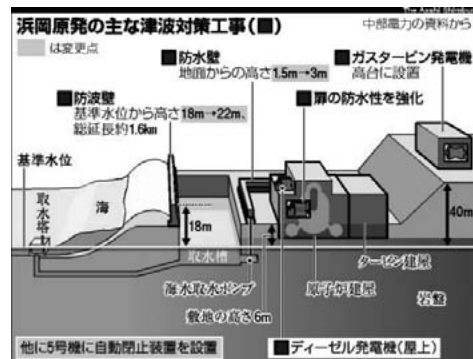 The Asahi Shimbun
浜岡原発の主な津波対策工事(■)
中部電力の資料から
は変更点
■防水壁
地面からの高さ1.5m→3m
■ガスタービン発電機
高台に設置
■防波壁
基準水位から高さ18m→22m、
総延長約1.6km
■扉の防水性を強化
基準水位
取水塔
海
18m
40m
取水槽
海水取水ポンプ
敷地の高さ6m
原子炉建屋
タービン建屋
岩盤
他に5号機に自動閉止装置を設置
■ディーゼル発電機(屋上)